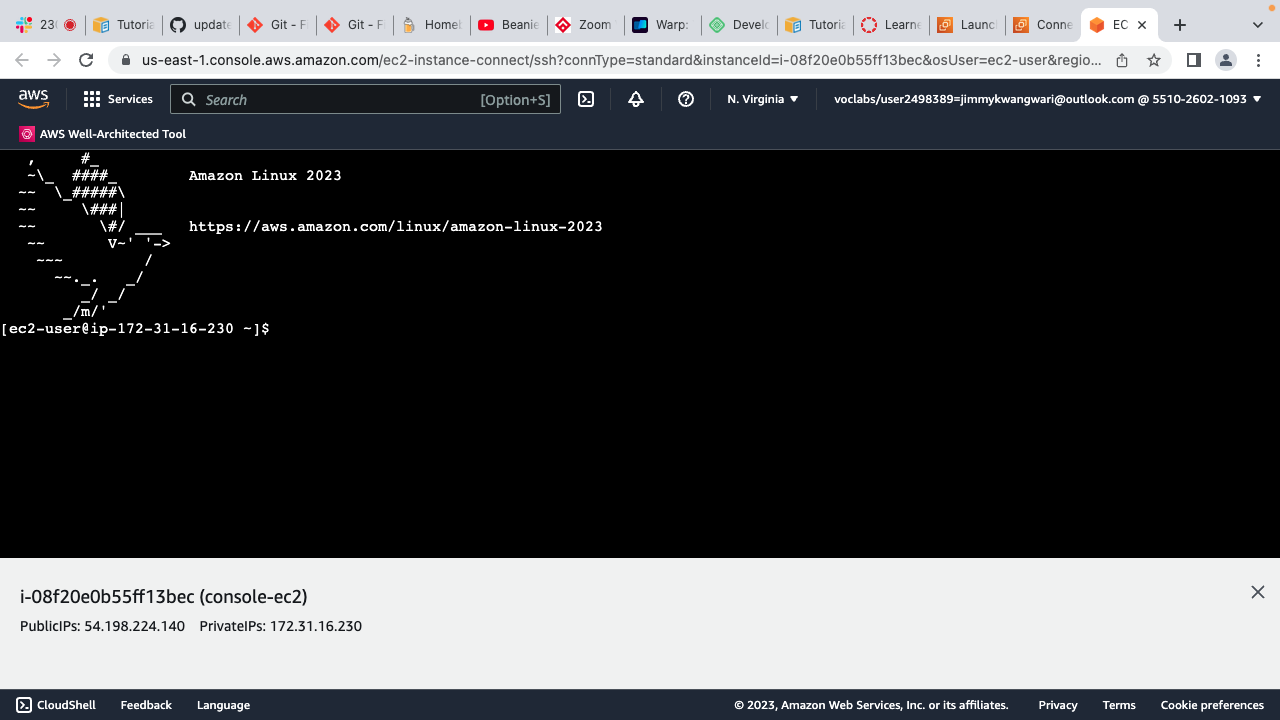 23( Tutoria update Git - Fi Git - Fi Homel Beanie Zoom Warp: Develo Tutoria Learne Launc Conne EC
us-east-1.console.aws.amazon.com/ec2-instance-connect/ssh?connType=standard&instanceId=i-08f20e0b55ff13bec&osUser=ec2-user&regio...
aws Services Search [Option+S] N. Virginia voclabs/user2498389=jimmykwangwari@outlook.com @ 5510-2602-1093
AWS Well-Architected Tool
   ,     #_
   ~\_  ####_        Amazon Linux 2023
  ~~  \_#####\
  ~~     \###|
  ~~       \#/ ___   https://aws.amazon.com/linux/amazon-linux-2023
   ~~       V~' '->
    ~~~         /
      ~~._.   _/
         _/ _/
       _/m/'
[ec2-user@ip-172-31-16-230 ~]$
i-08f20e0b55ff13bec (console-ec2)
PublicIPs: 54.198.224.140 PrivateIPs: 172.31.16.230
CloudShell Feedback Language © 2023, Amazon Web Services, Inc. or its affiliates. Privacy Terms Cookie preferences